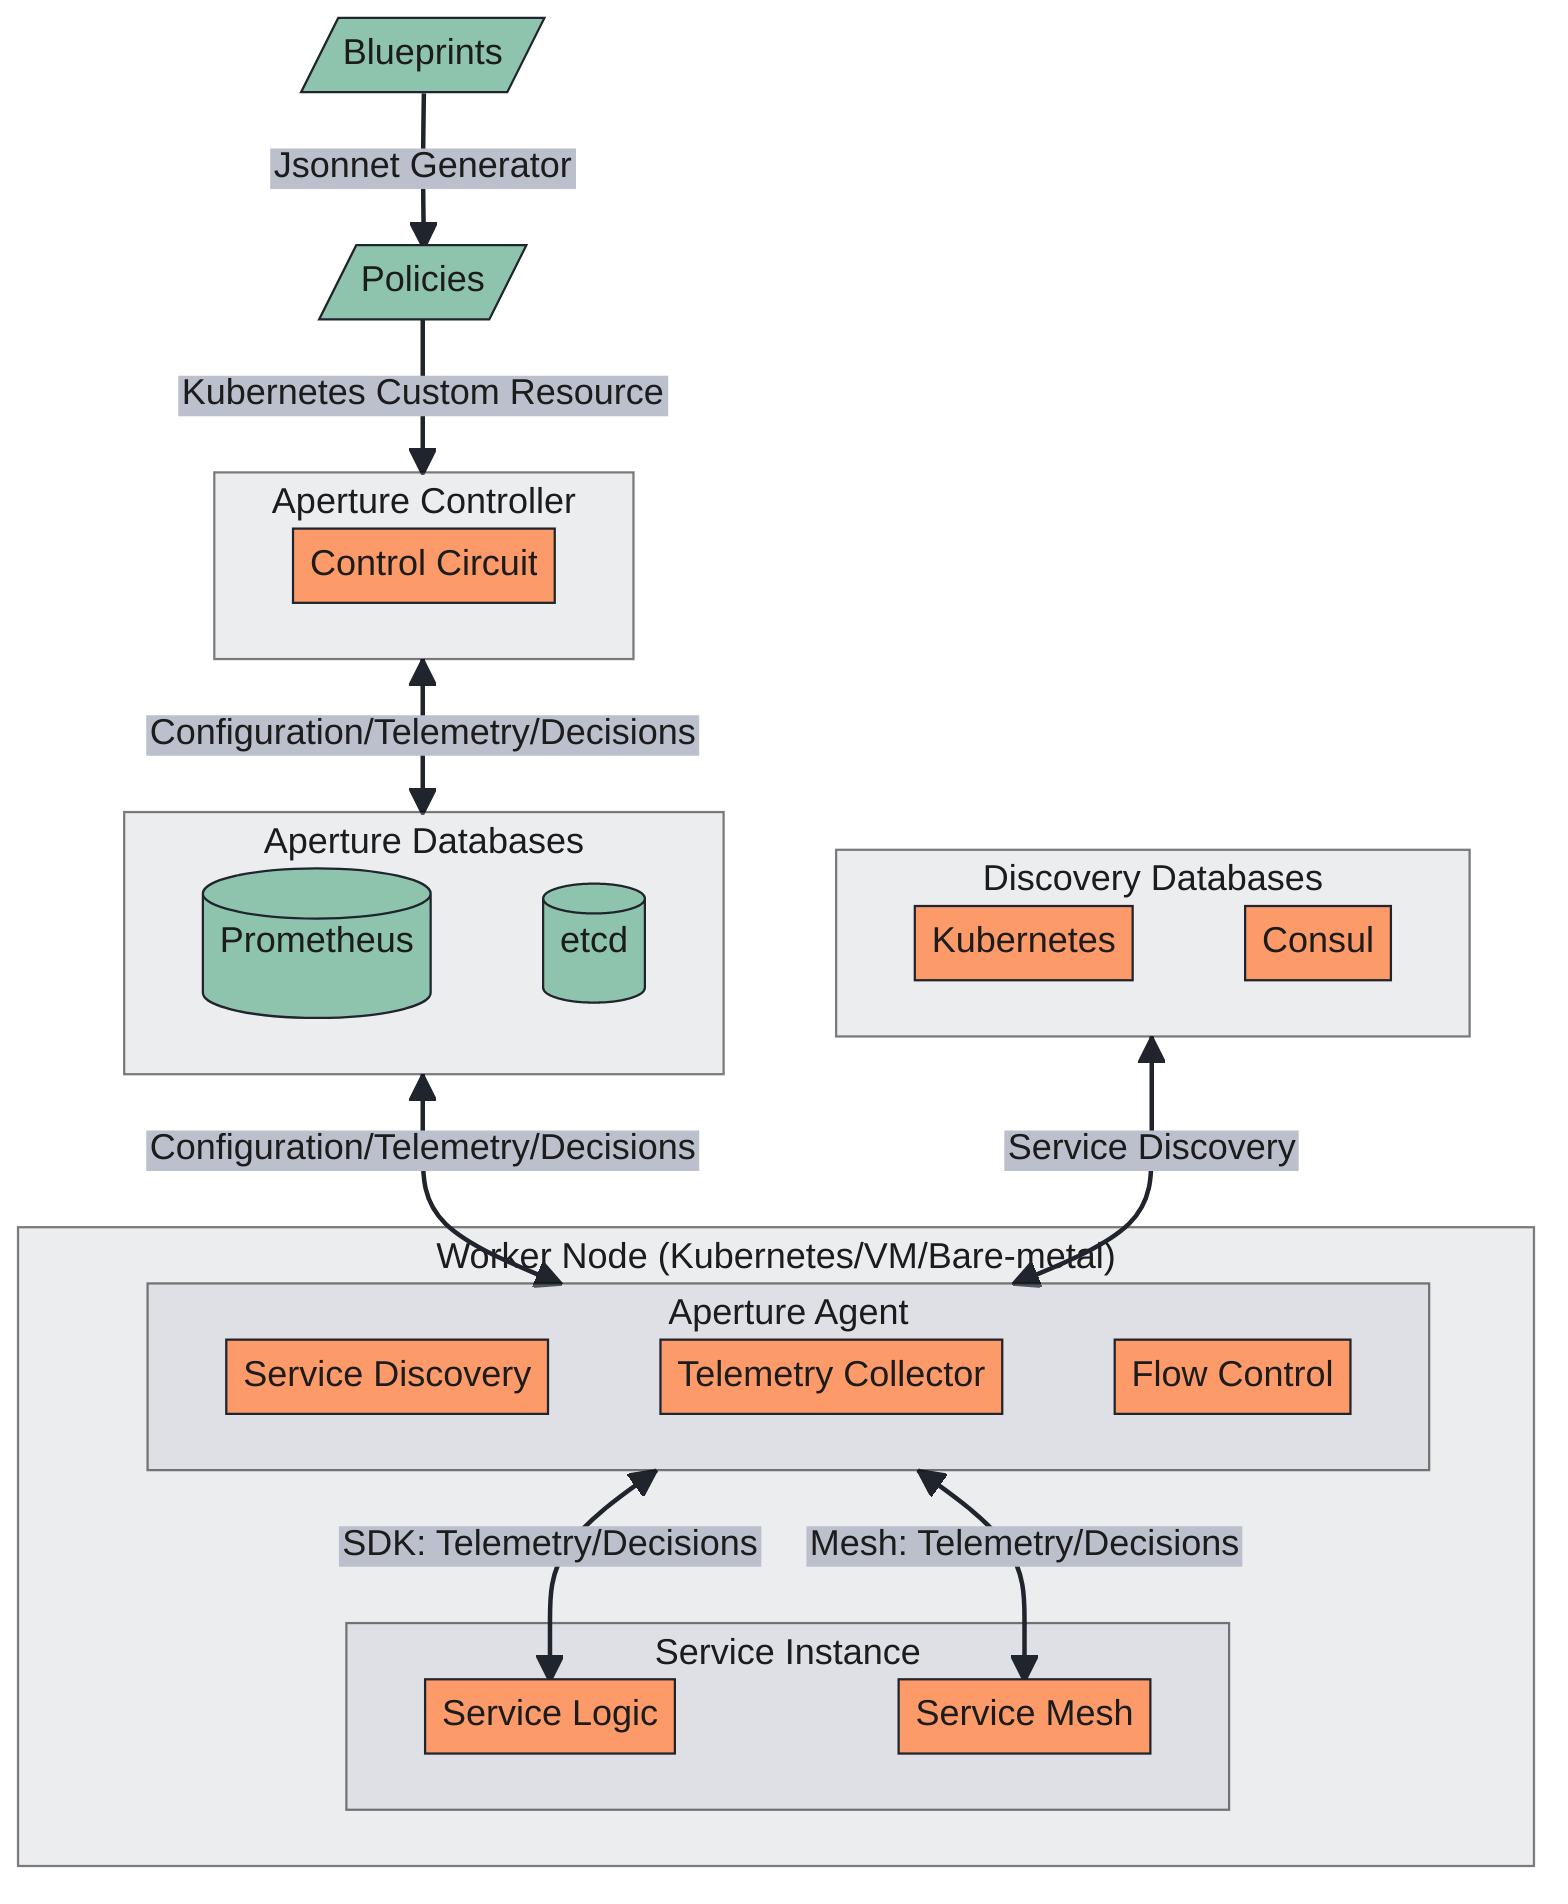 Blueprints
Jsonnet Generator
Policies
Kubernetes Custom Resource
Aperture Controller
Control Circuit
Configuration/Telemetry/Decisions
Aperture Databases
Prometheus
etcd
Discovery Databases
Kubernetes
Consul
Configuration/Telemetry/Decisions
Service Discovery
Worker Node (Kubernetes/VM/Bare-metal)
Aperture Agent
Service Discovery
Telemetry Collector
Flow Control
SDK: Telemetry/Decisions
Mesh: Telemetry/Decisions
Service Instance
Service Logic
Service Mesh